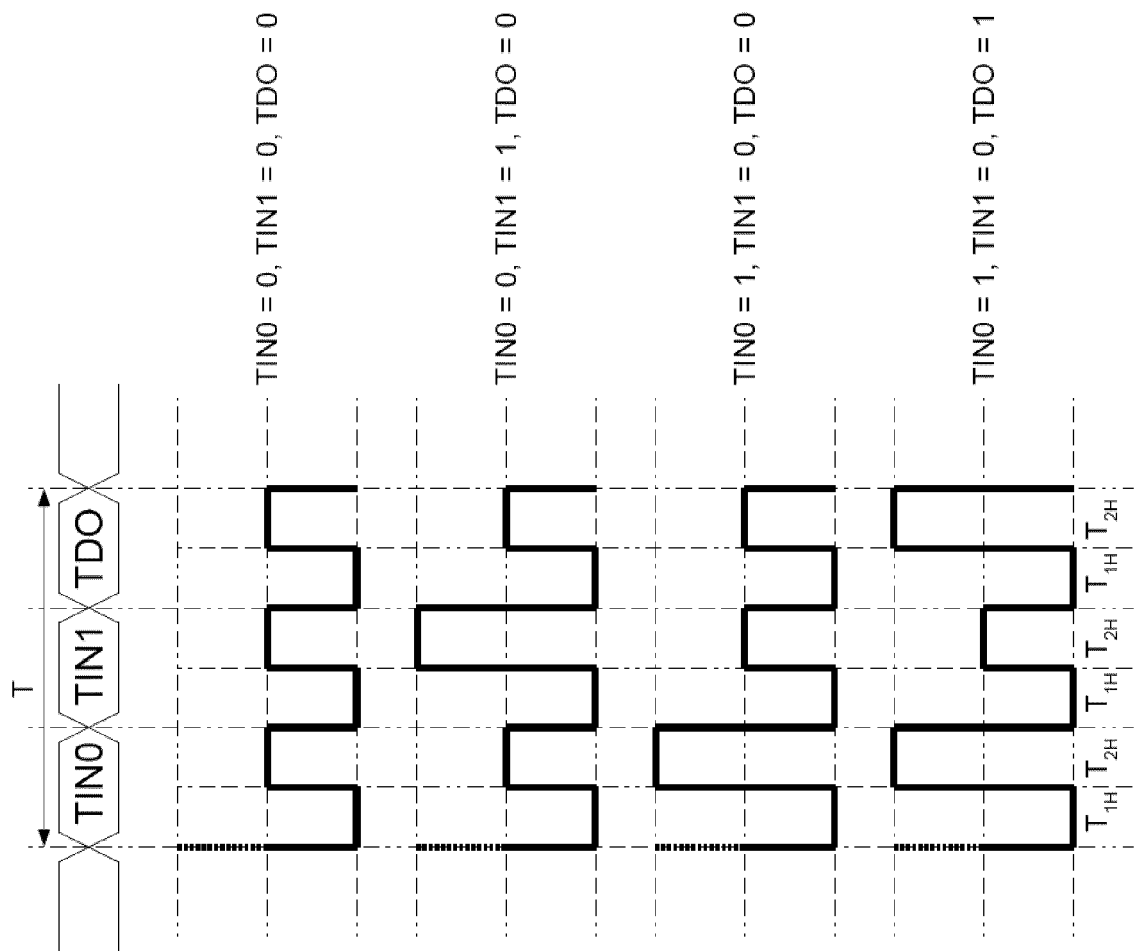 T
TIN0 TIN1 TDO
TIN0 = 0, TIN1 = 0, TDO = 0
TIN0 = 0, TIN1 = 1, TDO = 0
TIN0 = 1, TIN1 = 0, TDO = 0
TIN0 = 1, TIN1 = 0, TDO = 1
T1H T2H T1H T2H T1H T2H